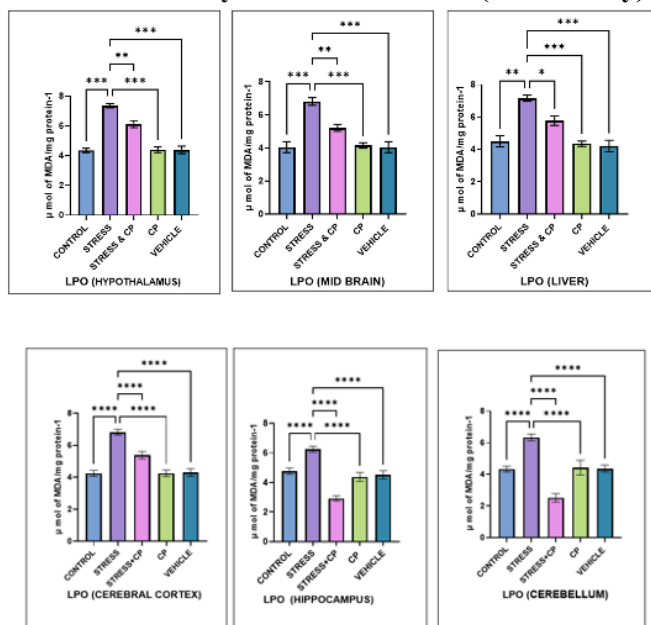 μ mol of MDA/mg protein-1
8
6
4
2
0
***
**
*** ***
CONTROL
STRESS
STRESS & CP
CP
VEHICLE
LPO (HYPOTHALAMUS)
μ mol of MDA/mg protein-1
8
6
4
2
0
***
**
*** ***
CONTROL
STRESS
STRESS & CP
CP
VEHICLE
LPO (MID BRAIN)
μ mol of MDA/mg protein-1
8
6
4
2
0
***
***
** *
CONTROL
STRESS
STRESS & CP
CP
VEHICLE
LPO (LIVER)
μ mol of MDA/mg protein-1
8
6
4
2
0
****
****
**** ****
CONTROL
STRESS
STRESS+CP
CP
VEHICLE
LPO (CEREBRAL CORTEX)
μ mol of MDA/mg protein-1
8
6
4
2
0
****
****
**** ****
CONTROL
STRESS
STRESS+CP
CP
VEHICLE
LPO (HIPPOCAMPUS)
μ mol of MDA/mg protein-1
8
6
4
2
0
****
****
**** ****
CONTROL
STRESS
STRESS+CP
CP
VEHICLE
LPO (CEREBELLUM)